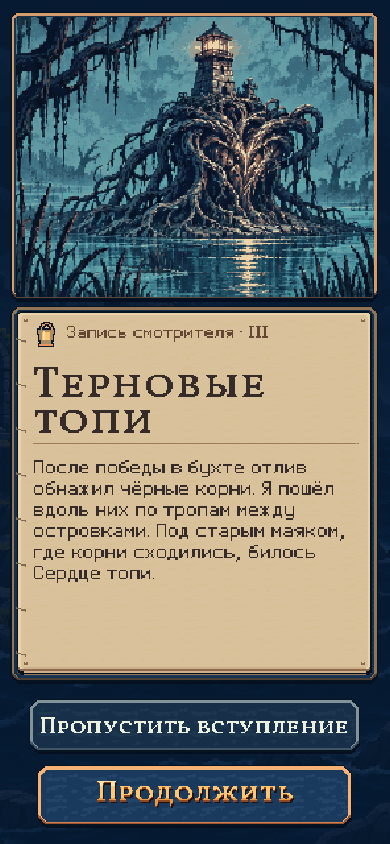 Запись смотрителя · III
Терновые
топи
После победы в бухте отлив
обнажил чёрные корни. Я пошёл
вдоль них по тропам между
островками. Под старым маяком,
где корни сходились, билось
Сердце топи.
Пропустить вступление
Продолжить